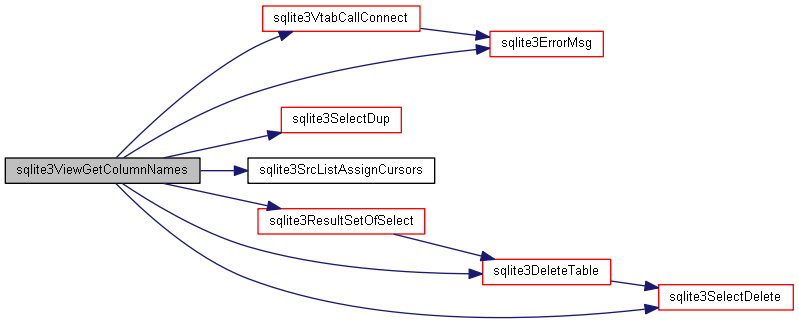 sqlite3VtabCallConnect
sqlite3ErrorMsg
sqlite3SelectDup
sqlite3ViewGetColumnNames
sqlite3SrcListAssignCursors
sqlite3ResultSetOfSelect
sqlite3DeleteTable
sqlite3SelectDelete